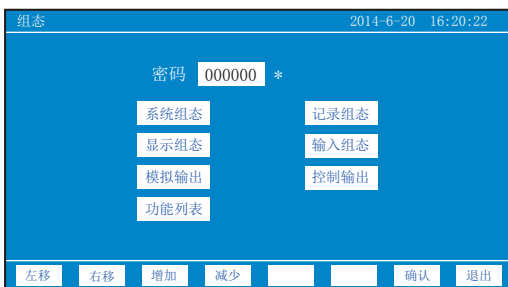 组态 2014-6-20 16:20:22
密码 000000 *
系统组态 记录组态
显示组态 输入组态
模拟输出 控制输出
功能列表
左移 右移 增加 减少 确认 退出